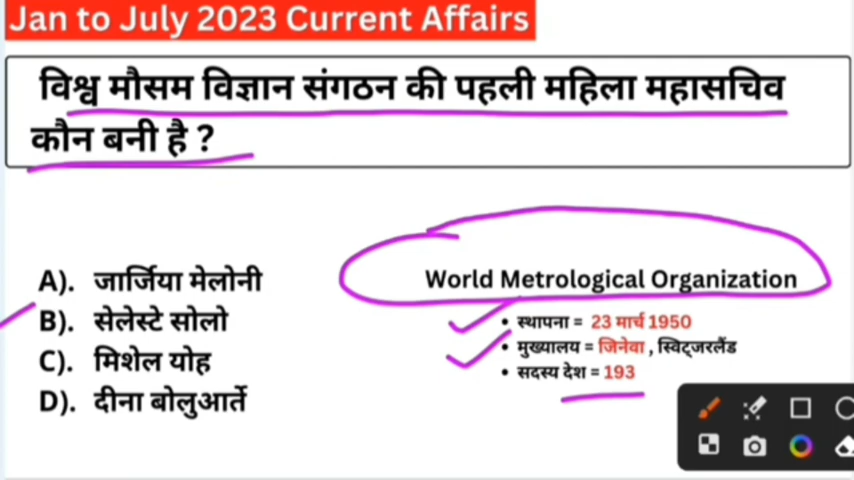 Jan to July 2023 Current Affairs
विश्व मौसम विज्ञान संगठन की पहली महिला महासचिव
कौन बनी है ?
A). जार्जिया मेलोनी
B). सेलेस्टे सोलो
C). मिशेल योह
D). दीना बोलुआर्ते
World Metrological Organization
• स्थापना = 23 मार्च 1950
• मुख्यालय = जिनेवा , स्विट्जरलैंड
• सदस्य देश = 193